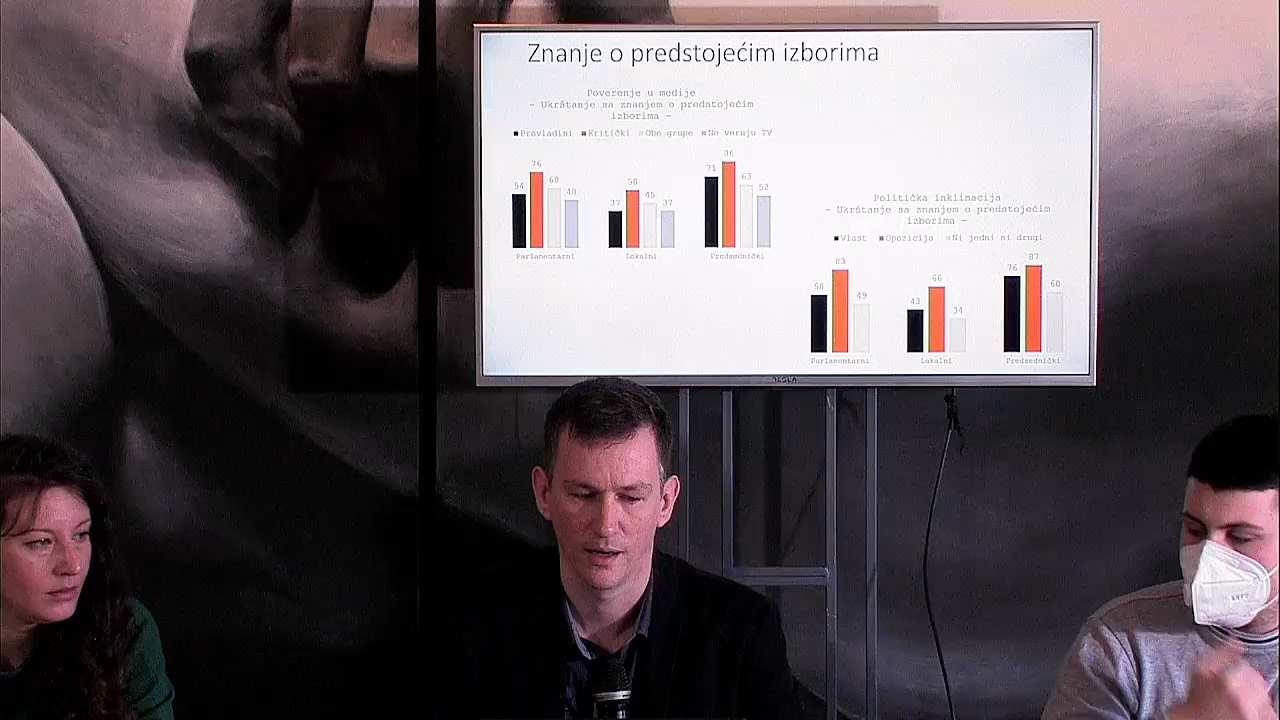 Znanje o predstojećim izborima
Poverenje u medije
- Ukrštanje sa znanjem o predstojećim
izborima -
Provladini Kritički Obe grupe Ne veruju TV
54 76 60 48
37 58 45 37
71 86 63 52
Parlamentarni Lokalni Predsednički
Politička inklinacija
- Ukrštanje sa znanjem o predstojećim
izborima -
Vlast Opozicija Ni jedni ni drugi
58 83 49
43 66 34
76 87 60
Parlamentarni Lokalni Predsednički
TESLA